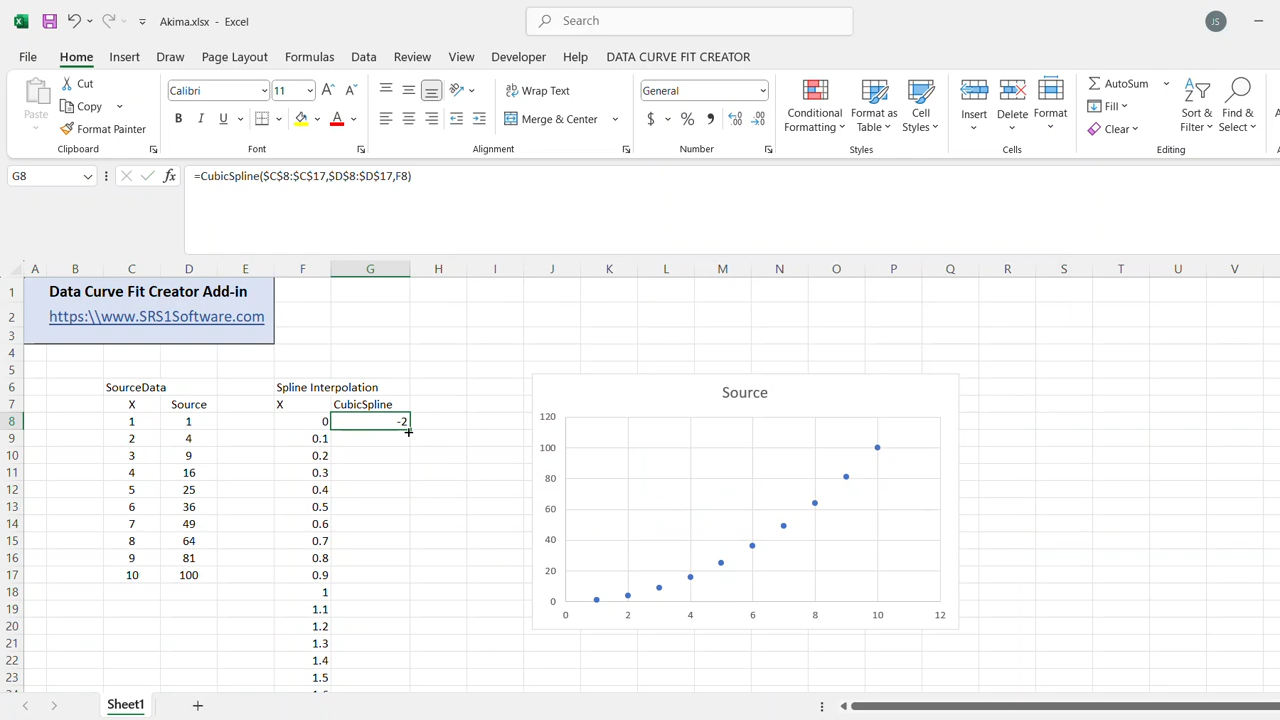 Akima.xlsx - Excel
Search
JS
File Home Insert Draw Page Layout Formulas Data Review View Developer Help DATA CURVE FIT CREATOR
Paste
Cut
Copy
Format Painter
Clipboard
Calibri 11
B I U
Font
Wrap Text
Merge & Center
Alignment
General
$ % 9
Number
Conditional Formatting
Format as Table
Cell Styles
Styles
Insert
Delete
Format
Cells
AutoSum
Fill
Clear
Sort & Filter
Find & Select
Editing
G8
fx
=CubicSpline($C$8:$C$17,$D$8:$D$17,F8)
A B C D E F G H I J K L M N O P Q R S T U V
1 Data Curve Fit Creator Add-in
2 https:\\www.SRS1Software.com
3
4
5
6 SourceData Spline Interpolation
7 X Source X CubicSpline
8 1 1 0 -2
9 2 4 0.1
10 3 9 0.2
11 4 16 0.3
12 5 25 0.4
13 6 36 0.5
14 7 49 0.6
15 8 64 0.7
16 9 81 0.8
17 10 100 0.9
18 1
19 1.1
20 1.2
21 1.3
22 1.4
23 1.5
Source
120
100
80
60
40
20
0
0 2 4 6 8 10 12
Sheet1